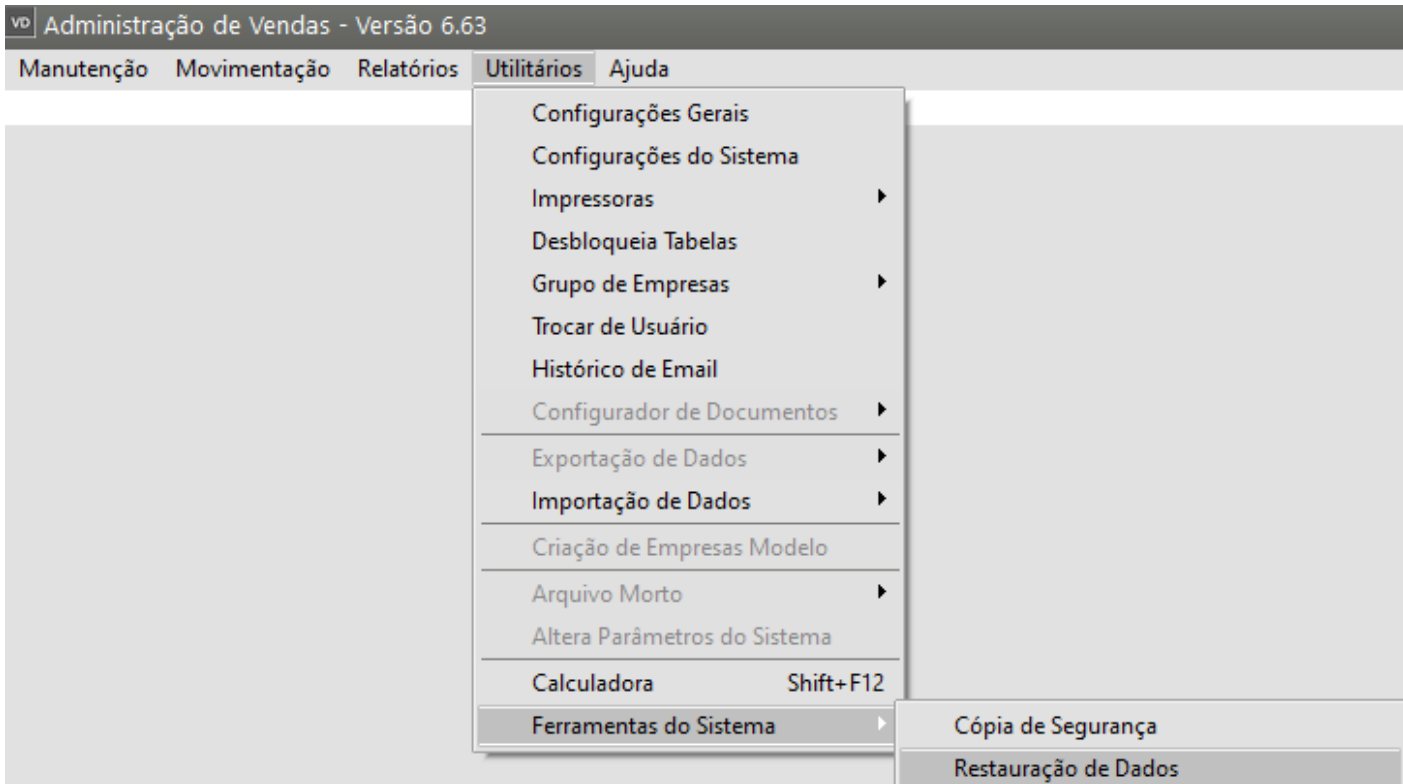 VD Administração de Vendas - Versão 6.63
Manutenção Movimentação Relatórios Utilitários Ajuda
Configurações Gerais
Configurações do Sistema
Impressoras
Desbloqueia Tabelas
Grupo de Empresas
Trocar de Usuário
Histórico de Email
Configurador de Documentos
Exportação de Dados
Importação de Dados
Criação de Empresas Modelo
Arquivo Morto
Altera Parâmetros do Sistema
Calculadora Shift+F12
Ferramentas do Sistema
Cópia de Segurança
Restauração de Dados